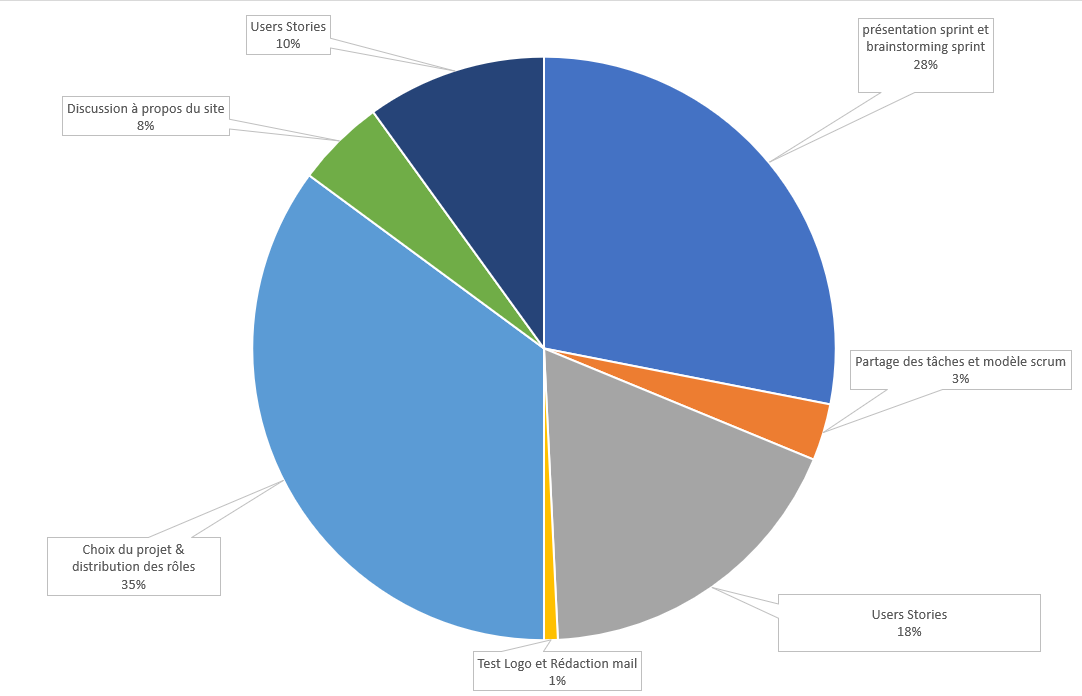 Users Stories
10%
présentation sprint et
brainstorming sprint
28%
Discussion à propos du site
8%
Partage des tâches et modèle scrum
3%
Choix du projet &
distribution des rôles
35%
Users Stories
18%
Test Logo et Rédaction mail
1%